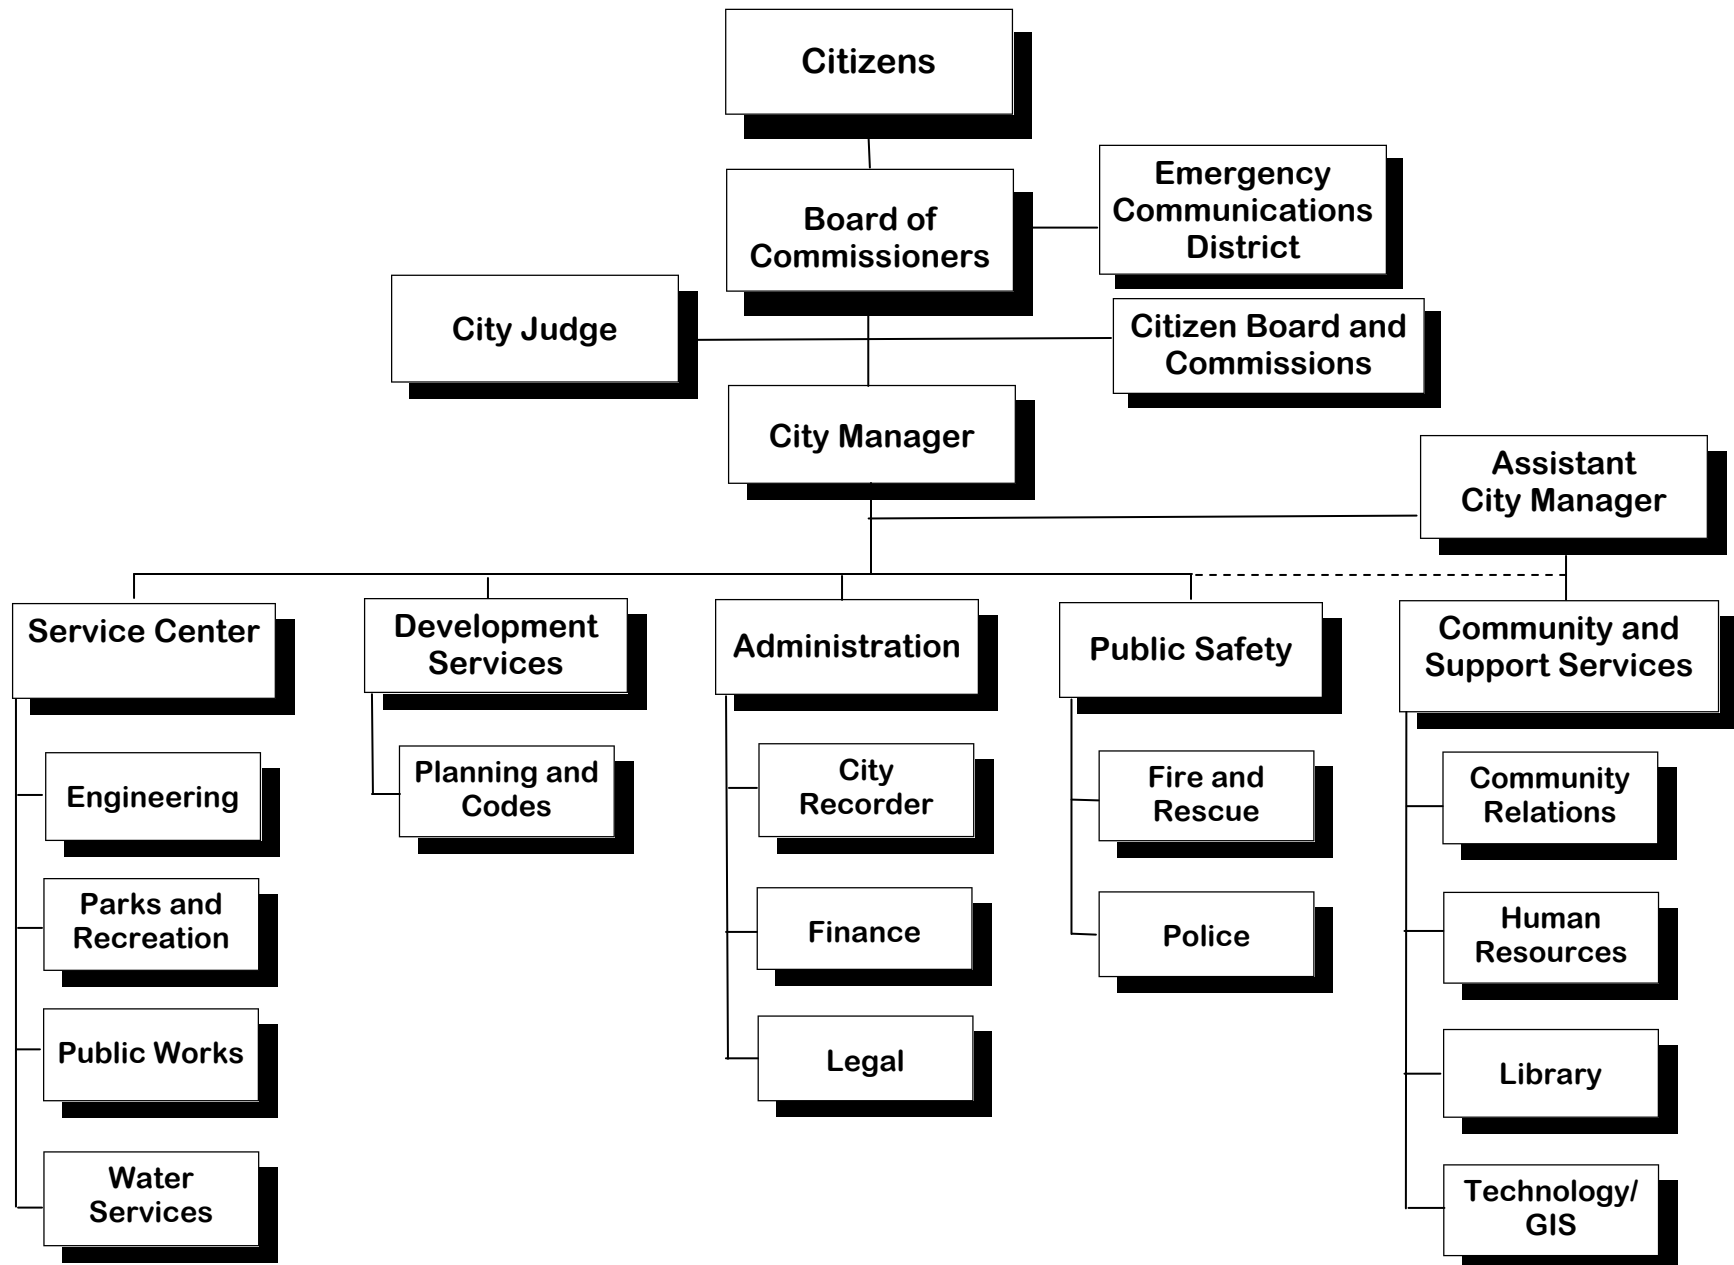 Citizens
Board of
Commissioners
Emergency
Communications
District
City Judge
Citizen Board and
Commissions
City Manager
Assistant
City Manager
Service Center
Development
Services
Administration
Public Safety
Community and
Support Services
Engineering
Parks and
Recreation
Public Works
Water
Services
Planning and
Codes
City
Recorder
Finance
Legal
Fire and
Rescue
Police
Community
Relations
Human
Resources
Library
Technology/
GIS